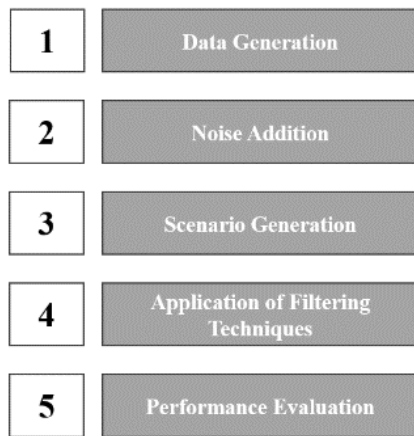 1 Data Generation
2 Noise Addition
3 Scenario Generation
4 Application of Filtering
Techniques
5 Performance Evaluation